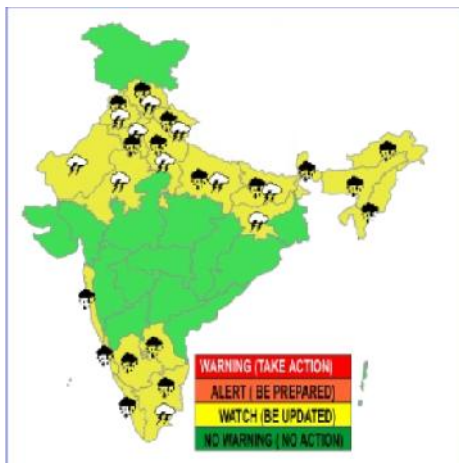 WARNING (TAKE ACTION)
ALERT ( BE PREPARED)
WATCH (BE UPDATED)
NO WARNING ( NO ACTION)